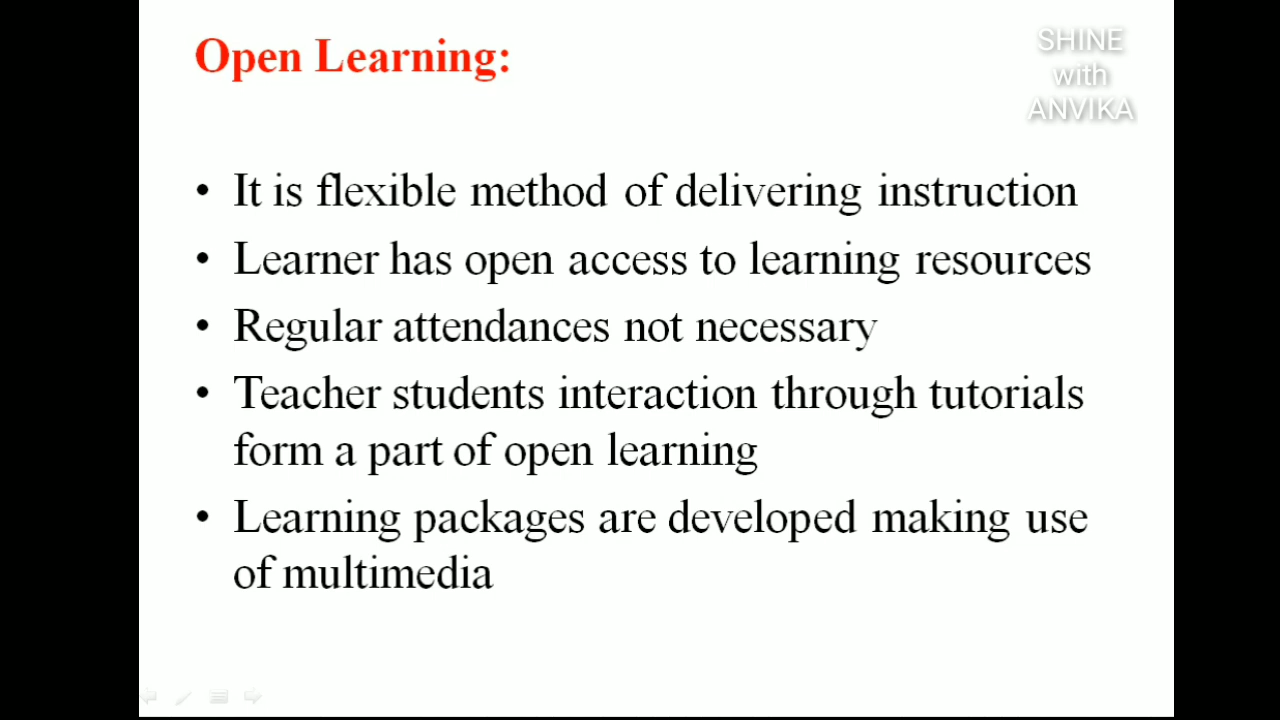 Open Learning:
SHINE
with
ANVIKA
• It is flexible method of delivering instruction
• Learner has open access to learning resources
• Regular attendances not necessary
• Teacher students interaction through tutorials
form a part of open learning
• Learning packages are developed making use
of multimedia